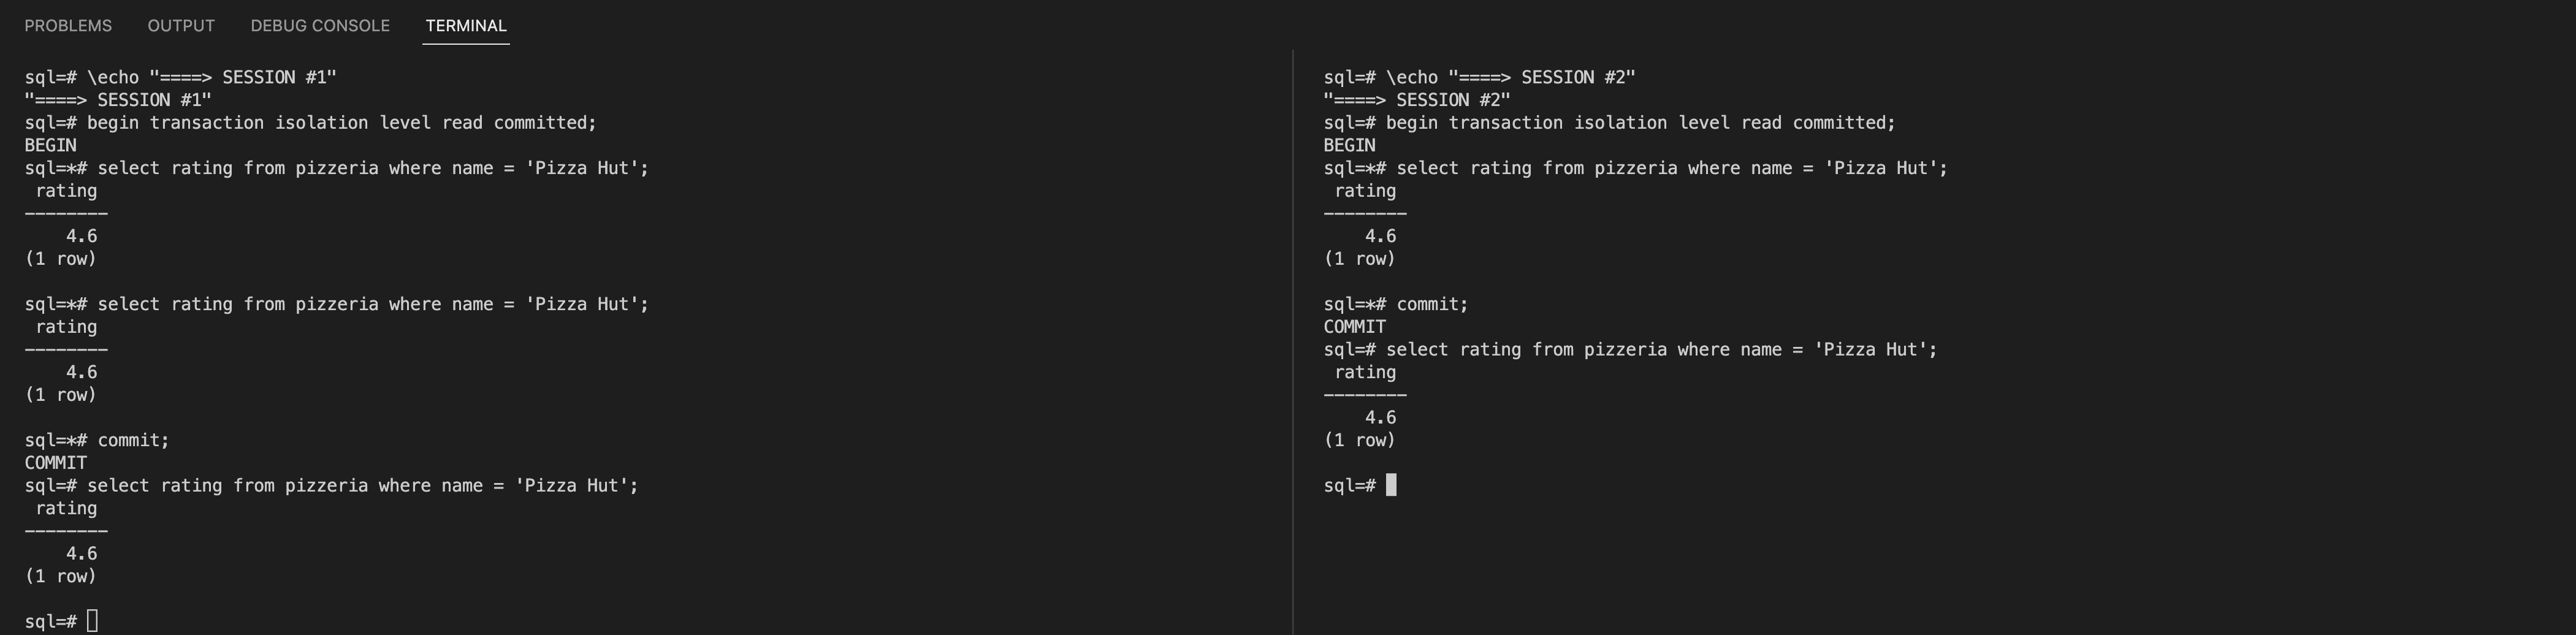 PROBLEMS OUTPUT DEBUG CONSOLE TERMINAL
sql=# \echo "====> SESSION #1"
"====> SESSION #1"
sql=# begin transaction isolation level read committed;
BEGIN
sql=*# select rating from pizzeria where name = 'Pizza Hut';
rating
--------
4.6
(1 row)
sql=*# select rating from pizzeria where name = 'Pizza Hut';
rating
--------
4.6
(1 row)
sql=*# commit;
COMMIT
sql=# select rating from pizzeria where name = 'Pizza Hut';
rating
--------
4.6
(1 row)
sql=#
sql=# \echo "====> SESSION #2"
"====> SESSION #2"
sql=# begin transaction isolation level read committed;
BEGIN
sql=*# select rating from pizzeria where name = 'Pizza Hut';
rating
--------
4.6
(1 row)
sql=*# commit;
COMMIT
sql=# select rating from pizzeria where name = 'Pizza Hut';
rating
--------
4.6
(1 row)
sql=#